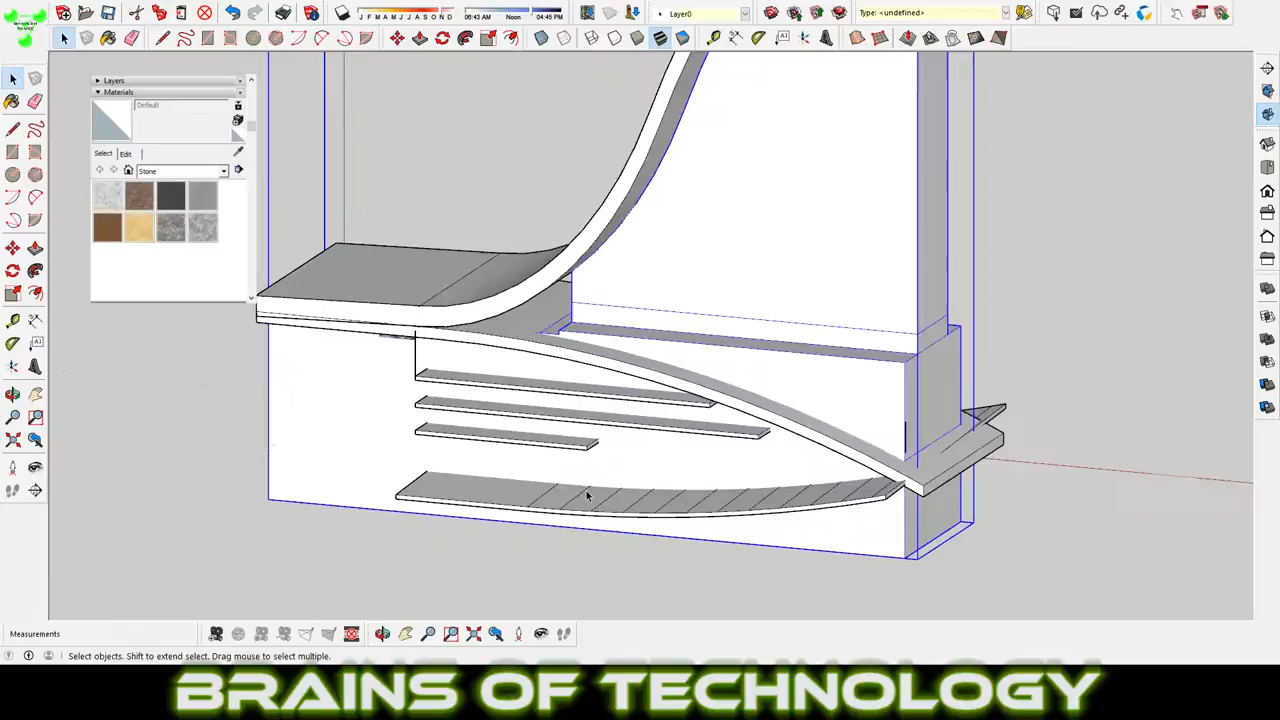 J F M A M J J A S O N D
06:43 AM Noon 04:45 PM
Layer0
Type: <undefined>
Layers
Materials
Default
Select Edit
Stone
Measurements
Select objects. Shift to extend select. Drag mouse to select multiple.
BRAINS OF TECHNOLOGY